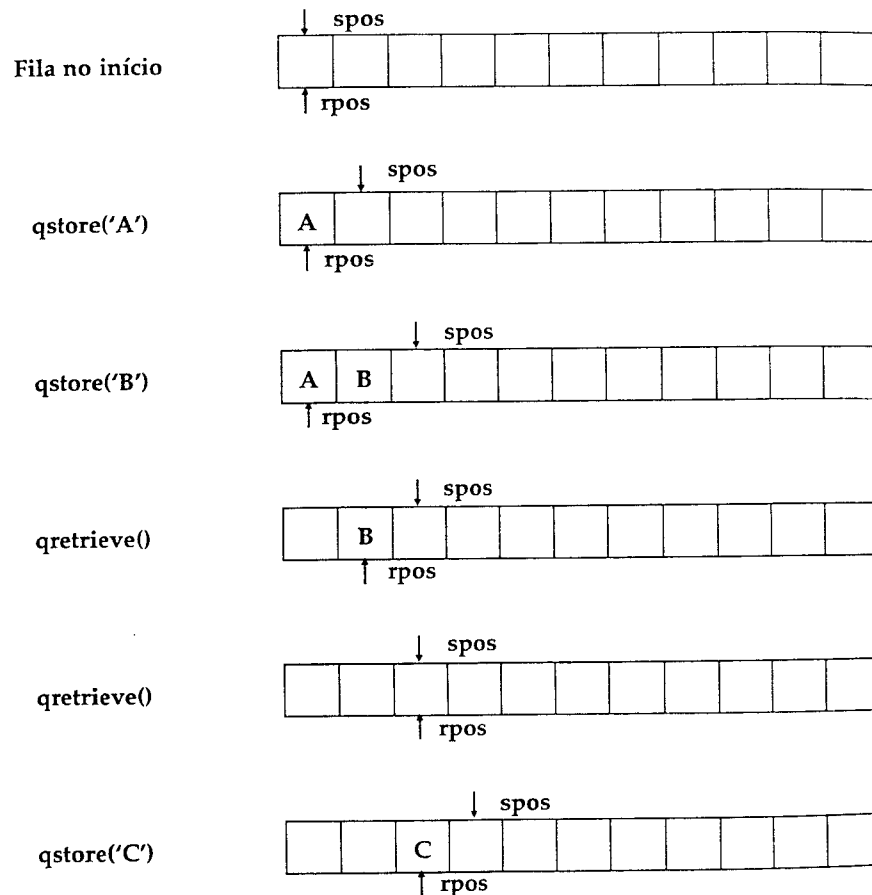 spos
Fila no início
rpos
spos
qstore('A')
A
rpos
spos
qstore('B')
A B
rpos
spos
qretrieve()
B
rpos
spos
qretrieve()
rpos
spos
qstore('C')
C
rpos